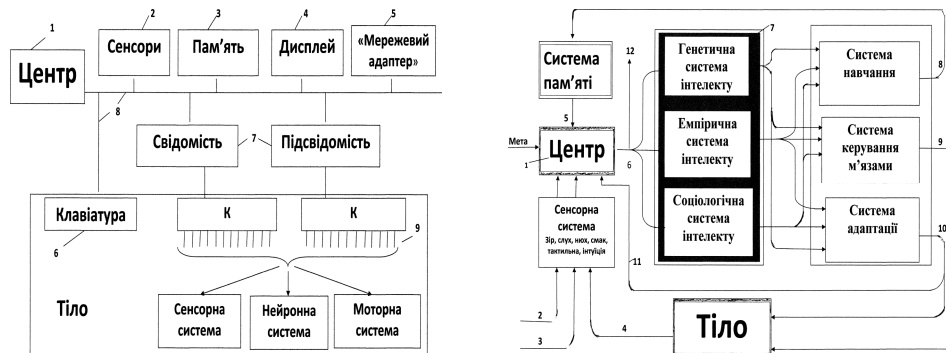 1
2
3
4
5
Центр
Сенсори
Пам’ять
Дисплей
«Мережевий
адаптер»
8
Свідомість
7
Підсвідомість
Клавіатура
6
К
К
9
Тіло
Сенсорна
система
Нейронна
система
Моторна
система
Система
пам’яті
12
5
Мета
1
Центр
6
Сенсорна
система
Зір, слух, нюх, смак,
тактильна, інтуїція
11
2
3
4
7
Генетична
система
інтелекту
Емпірична
система
інтелекту
Соціологічна
система
інтелекту
Система
навчання
8
Система
керування
м’язами
9
Система
адаптації
10
Тіло